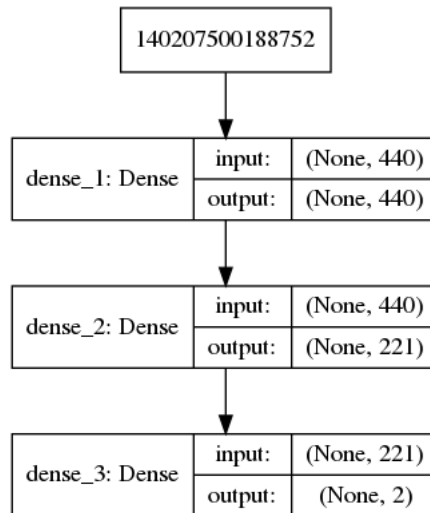 140207500188752
dense_1: Dense
input:
(None, 440)
output:
(None, 440)
dense_2: Dense
input:
(None, 440)
output:
(None, 221)
dense_3: Dense
input:
(None, 221)
output:
(None, 2)